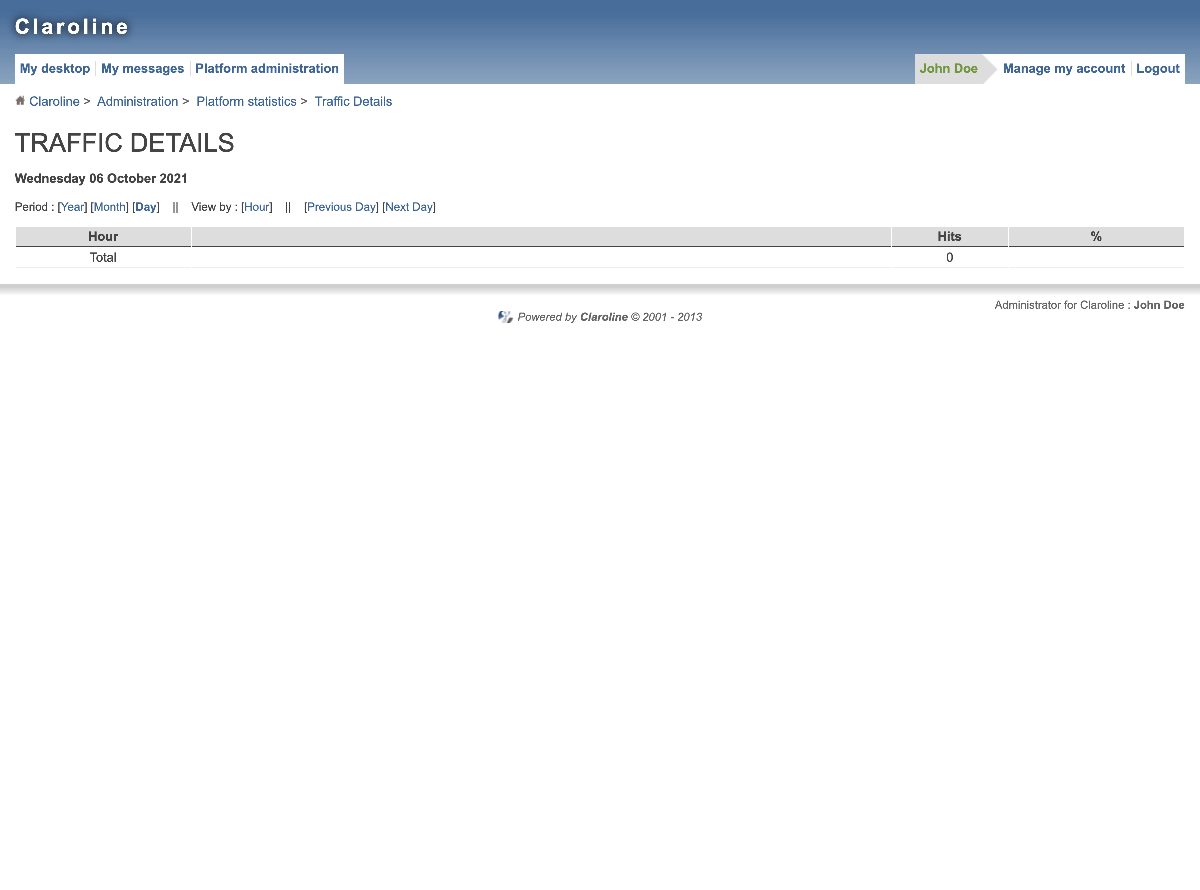 Claroline
My desktop My messages Platform administration John Doe Manage my account Logout
Claroline > Administration > Platform statistics > Traffic Details
TRAFFIC DETAILS
Wednesday 06 October 2021
Period : [Year] [Month] [Day] || View by : [Hour] || [Previous Day] [Next Day]
Hour Hits %
Total 0
Administrator for Claroline : John Doe
Powered by Claroline © 2001 - 2013